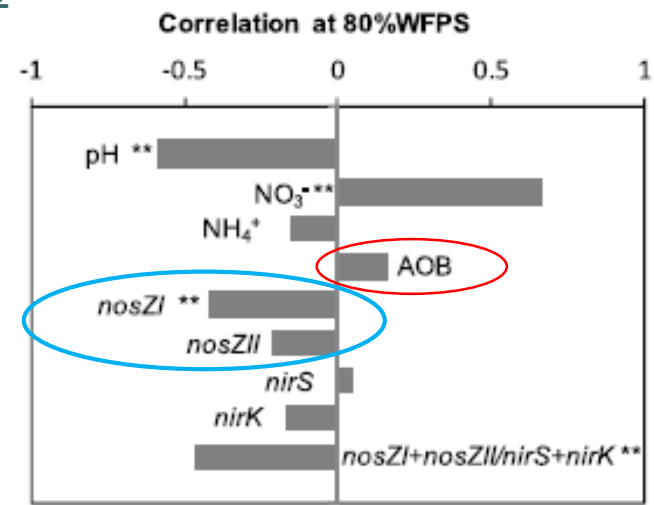 Correlation at 80%WFPS
-1 -0.5 0 0.5 1
pH **
NO₃⁻**
NH₄⁺
AOB
nosZI **
nosZII
nirS
nirK
nosZI+nosZII/nirS+nirK**